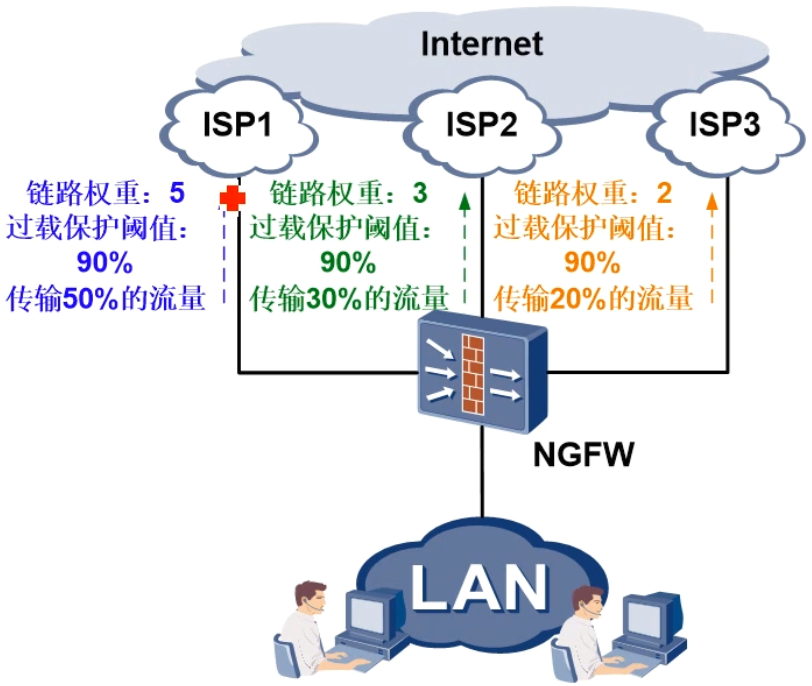 Internet
ISP1
ISP2
ISP3
链路权重：5
过载保护阈值：
90%
传输50%的流量
链路权重：3
过载保护阈值：
90%
传输30%的流量
链路权重：2
过载保护阈值：
90%
传输20%的流量
NGFW
LAN